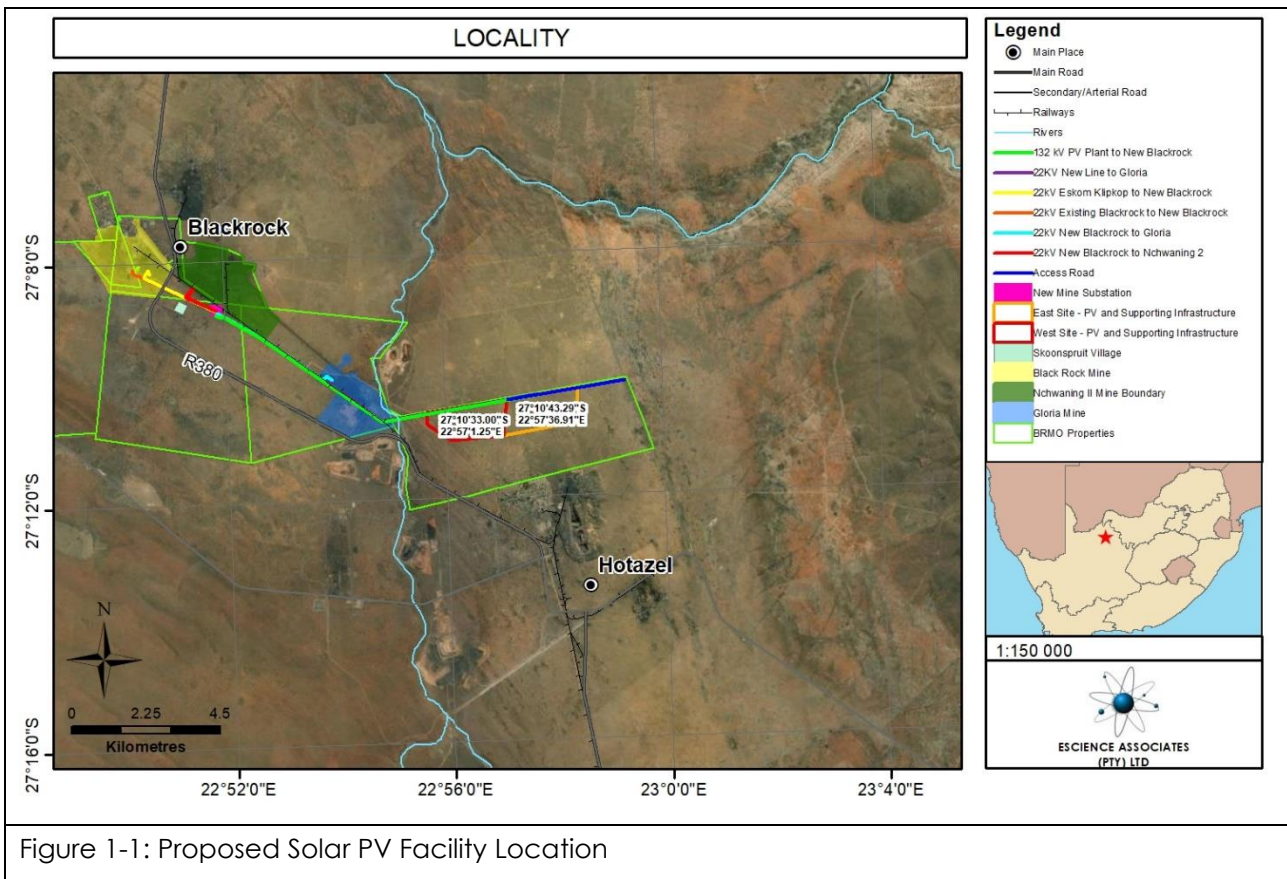 LOCALITY
Blackrock
R380
27°10'33.00"S
22°57'1.25"E
27°10'43.29"S
22°57'36.91"E
Hotazel
N
0 2.25 4.5
Kilometres
27°8'0"S
27°12'0"S
27°16'0"S
22°52'0"E
22°56'0"E
23°0'0"E
23°4'0"E
Legend
Main Place
Main Road
Secondary/Arterial Road
Railways
Rivers
132 kV PV Plant to New Blackrock
22KV New Line to Gloria
22kV Eskom Klipkop to New Blackrock
22kV Existing Blackrock to New Blackrock
22kV New Blackrock to Gloria
22kV New Blackrock to Nchwaning 2
Access Road
New Mine Substation
East Site - PV and Supporting Infrastructure
West Site - PV and Supporting Infrastructure
Skoonspruit Village
Black Rock Mine
Nchwaning II Mine Boundary
Gloria Mine
BRMO Properties
1:150 000
ESCIENCE ASSOCIATES
(PTY) LTD
Figure 1-1: Proposed Solar PV Facility Location